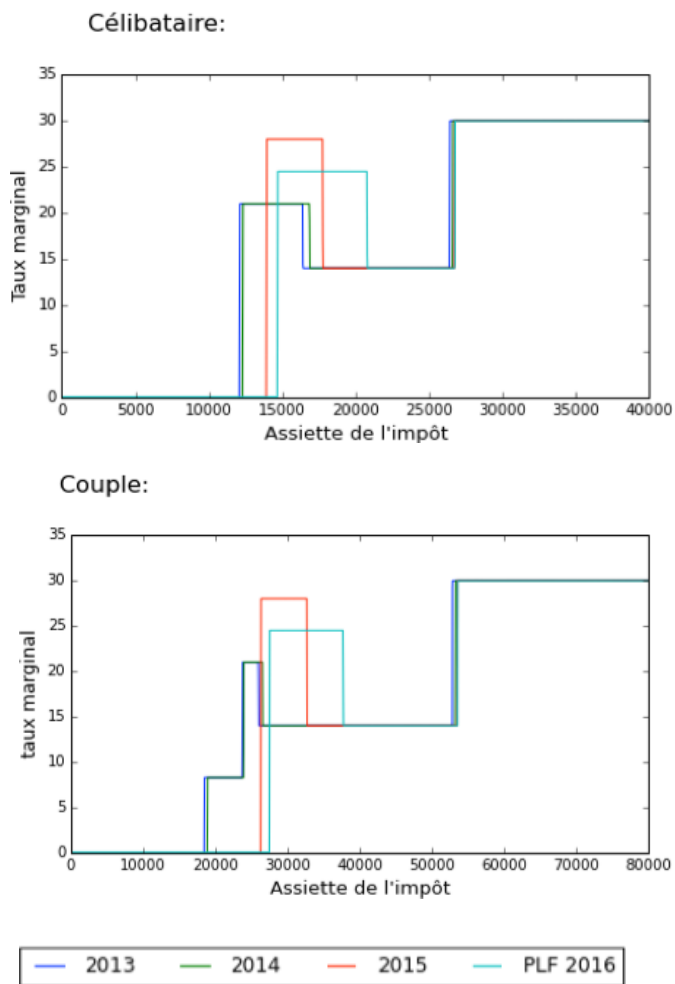 Célibataire:
35
30
25
20
15
10
5
0
Taux marginal
0 5000 10000 15000 20000 25000 30000 35000 40000
Assiette de l'impôt
Couple:
35
30
25
20
15
10
5
0
taux marginal
0 10000 20000 30000 40000 50000 60000 70000 80000
Assiette de l'impôt
2013 2014 2015 PLF 2016